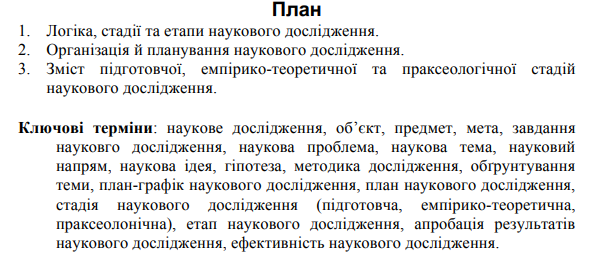 План
1. Логіка, стадії та етапи наукового дослідження.
2. Організація й планування наукового дослідження.
3. Зміст підготовчої, емпірико-теоретичної та праксеологічної стадій
наукового дослідження.
Ключові терміни: наукове дослідження, об’єкт, предмет, мета, завдання
науковго дослідження, наукова проблема, наукова тема, науковий
напрям, наукова ідея, гіпотеза, методика дослідження, обґрунтування
теми, план-графік наукового дослідження, план наукового дослідження,
стадія наукового дослідження (підготовча, емпірико-теоретична,
праксеолонічна), етап наукового дослідження, апробація результатів
наукового дослідження, ефективність наукового дослідження.